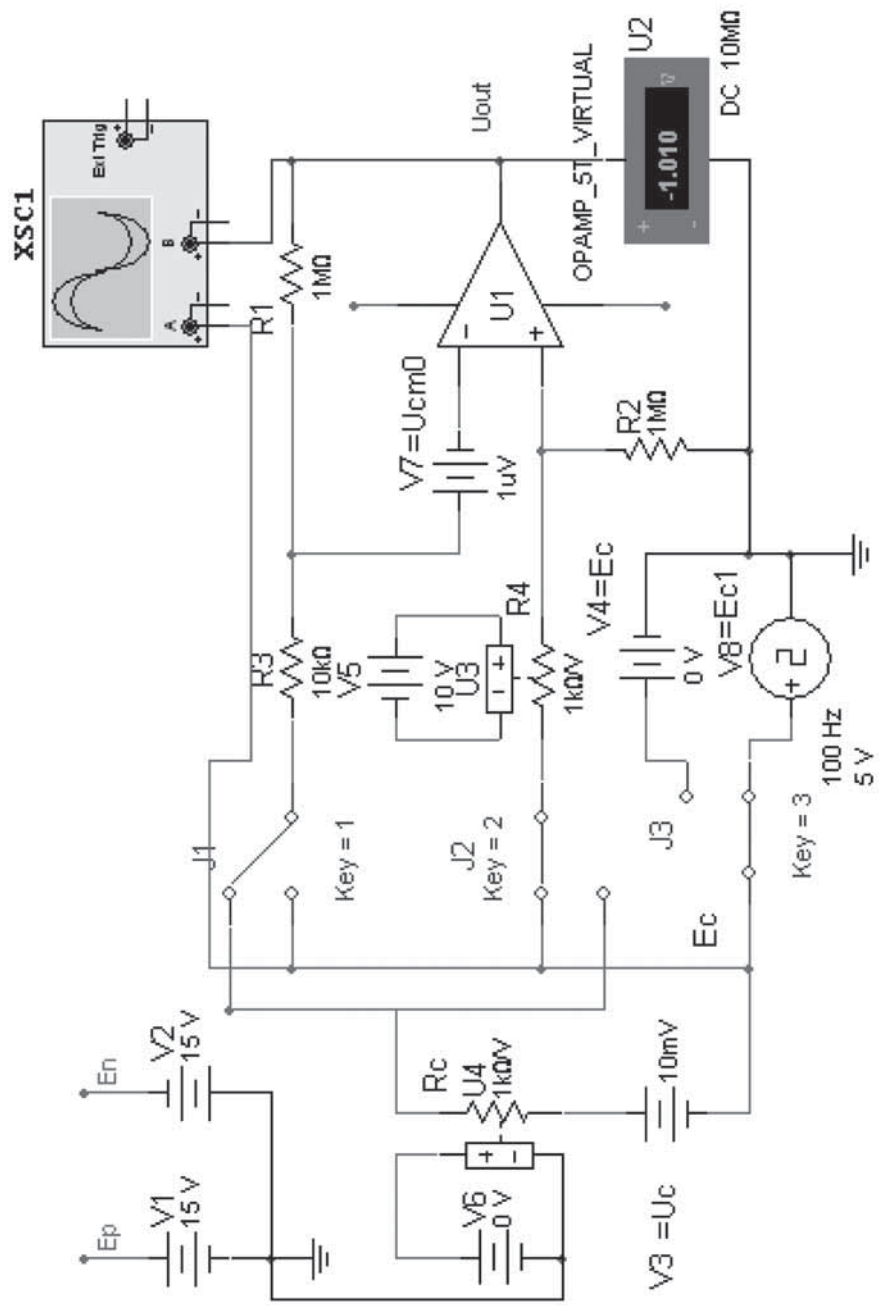 XSC1
Ext Trig
+
-
A
B
+
-
+
-
Ep
En
V1
15 V
V2
15 V
J1
Key = 1
R3
10kΩ
R1
1MΩ
V5
10 V
U3
- +
R4
1kΩ/V
V7=Ucm0
1uV
U1
-
+
Uout
OPAMP_5T_VIRTUAL
U2
+
-
-1.010
V
DC 10MΩ
R2
1MΩ
J2
Key = 2
Rc
U4
1kΩ/V
V6
0 V
+ -
10mV
V3 =Uc
Ec
J3
Key = 3
V4=Ec
0 V
V8=Ec1
+
100 Hz
5 V